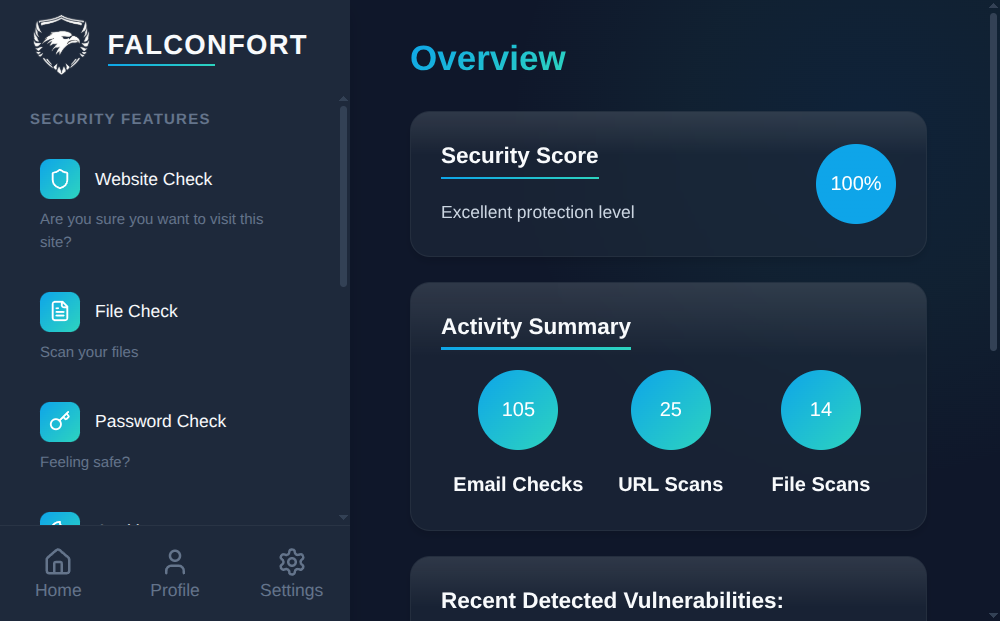 FALCONFORT
SECURITY FEATURES
Website Check
Are you sure you want to visit this
site?
File Check
Scan your files
Password Check
Feeling safe?
Home
Profile
Settings
Overview
Security Score
Excellent protection level
100%
Activity Summary
105
25
14
Email Checks
URL Scans
File Scans
Recent Detected Vulnerabilities: